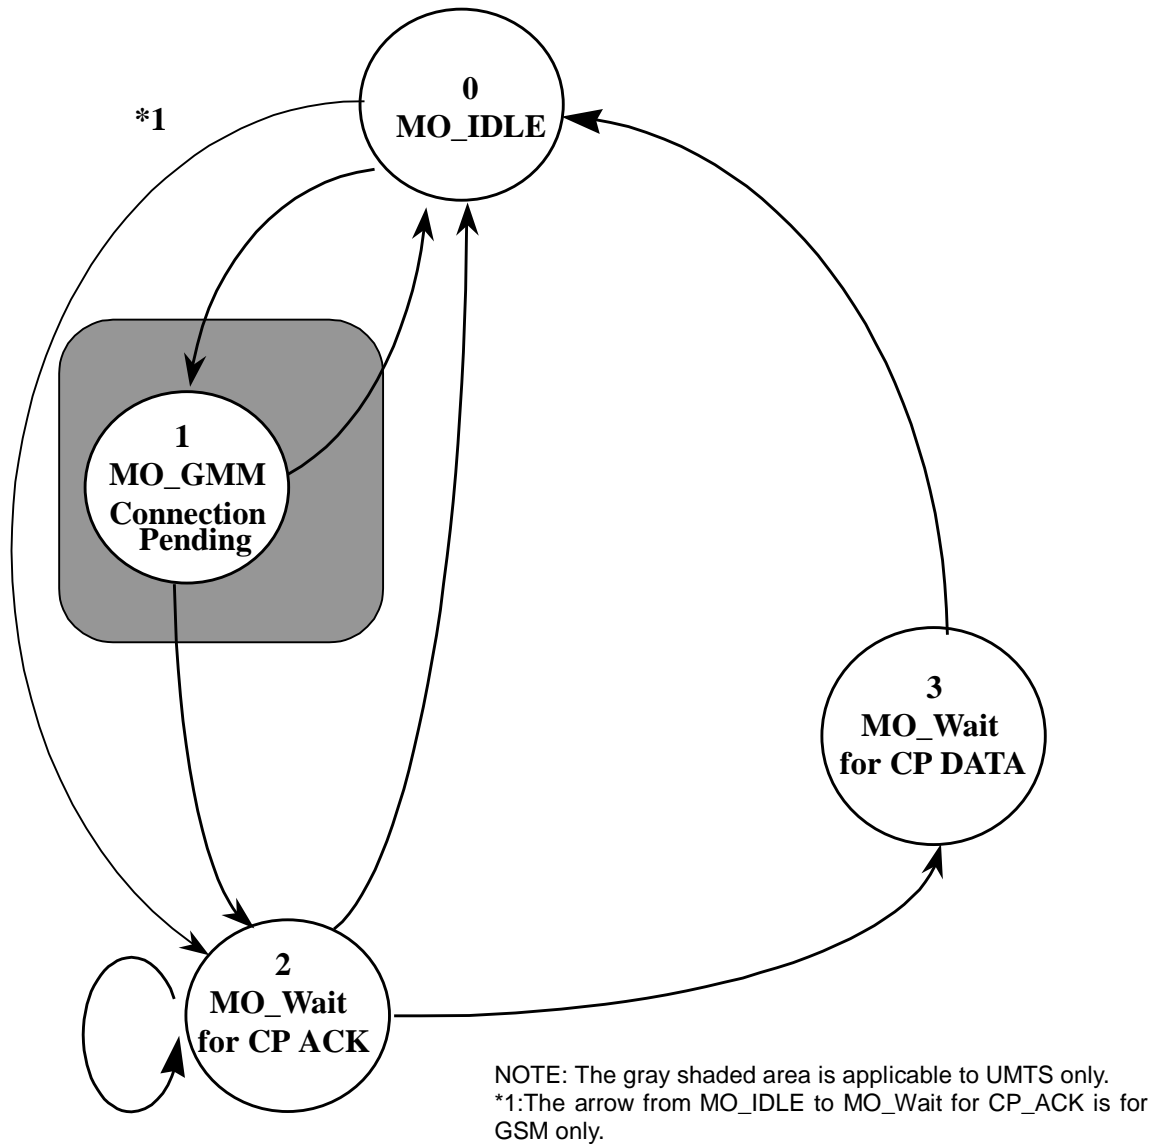 0
MO_IDLE
*1
1
MO_GMM
Connection
Pending
3
MO_Wait
for CP DATA
2
MO_Wait
for CP ACK
NOTE: The gray shaded area is applicable to UMTS only.
*1:The arrow from MO_IDLE to MO_Wait for CP_ACK is for
GSM only.